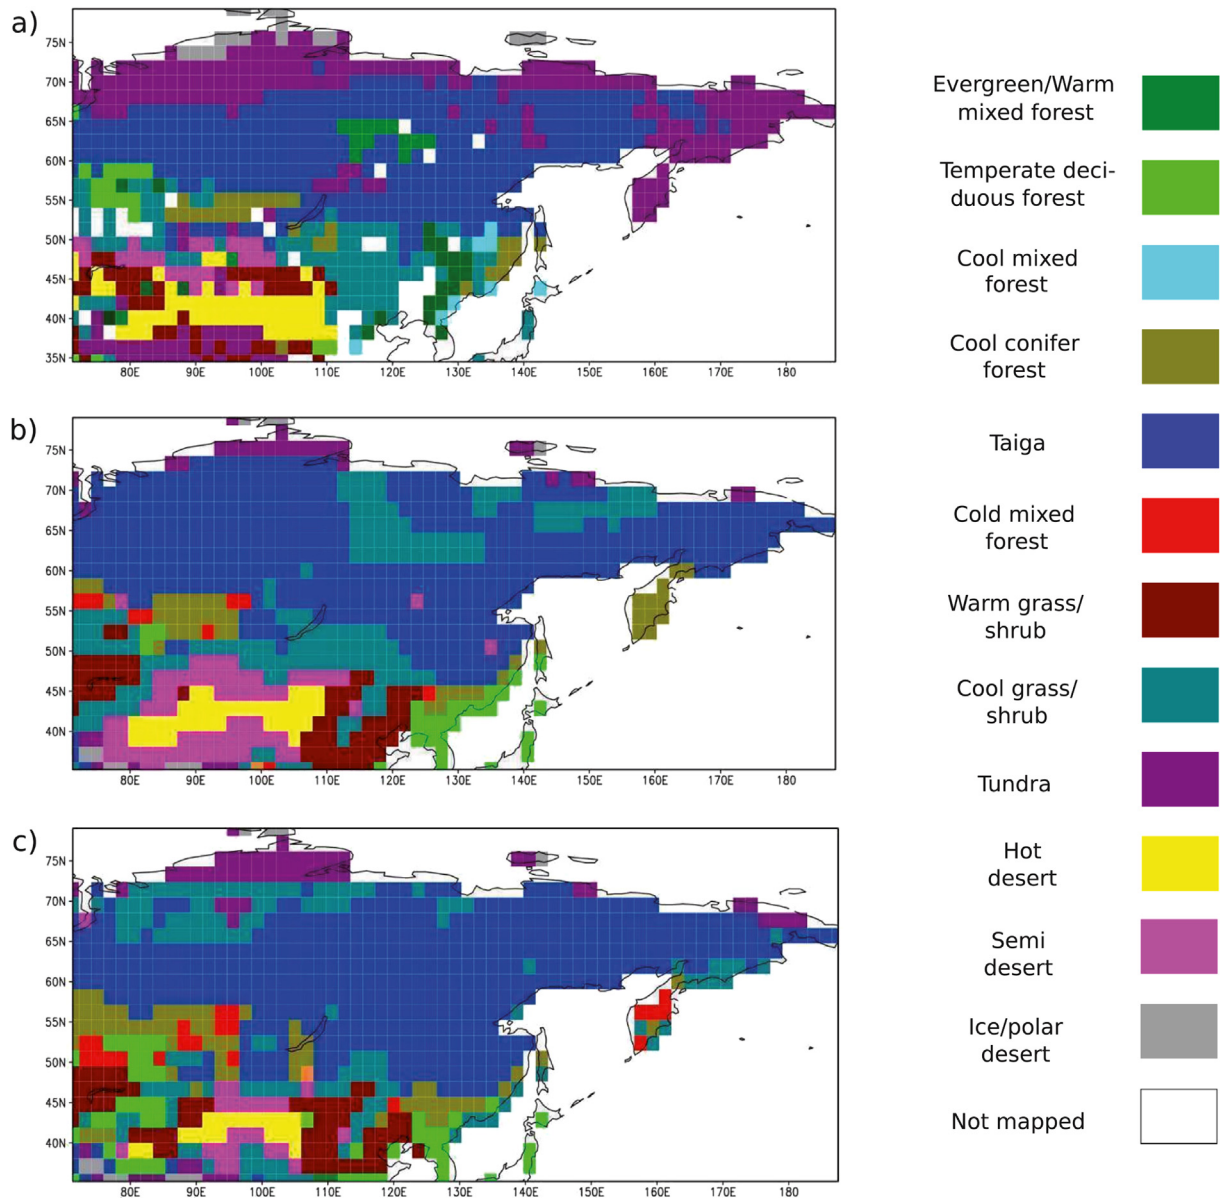 a)
75N
70N
65N
60N
55N
50N
45N
40N
35N
80E 90E 100E 110E 120E 130E 140E 150E 160E 170E 180
b)
75N
70N
65N
60N
55N
50N
45N
40N
80E 90E 100E 110E 120E 130E 140E 150E 160E 170E 180
c)
75N
70N
65N
60N
55N
50N
45N
40N
80E 90E 100E 110E 120E 130E 140E 150E 160E 170E 180
Evergreen/Warm
mixed forest
Temperate deci-
duous forest
Cool mixed
forest
Cool conifer
forest
Taiga
Cold mixed
forest
Warm grass/
shrub
Cool grass/
shrub
Tundra
Hot
desert
Semi
desert
Ice/polar
desert
Not mapped